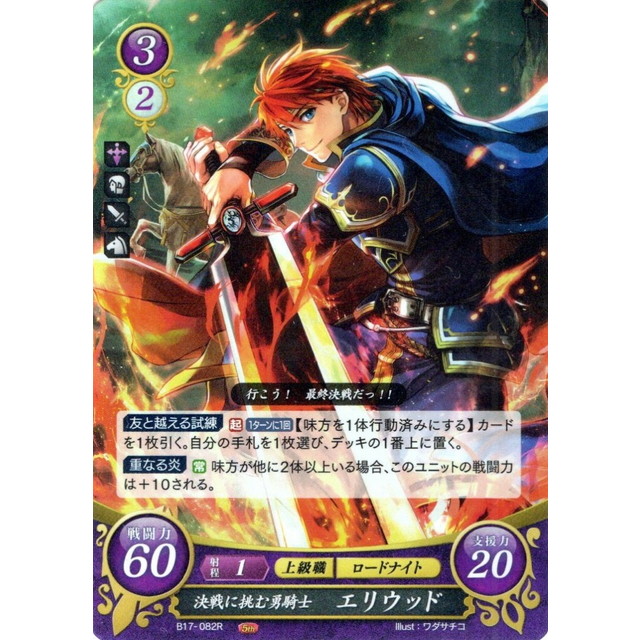 3
2
行こう! 最終決戦だっ!!
友と越える試練 起 1ターンに1回【味方を1体行動済みにする】カード
を1枚引く。自分の手札を1枚選び、デッキの1番上に置く。
重なる炎 常 味方が他に2体以上いる場合、このユニットの戦闘力
は+10される。
戦闘力
60
射程 1
上級職
ロードナイト
支援力
20
決戦に挑む勇騎士 エリウッド
B17-082R
Illust:ワダサチコ